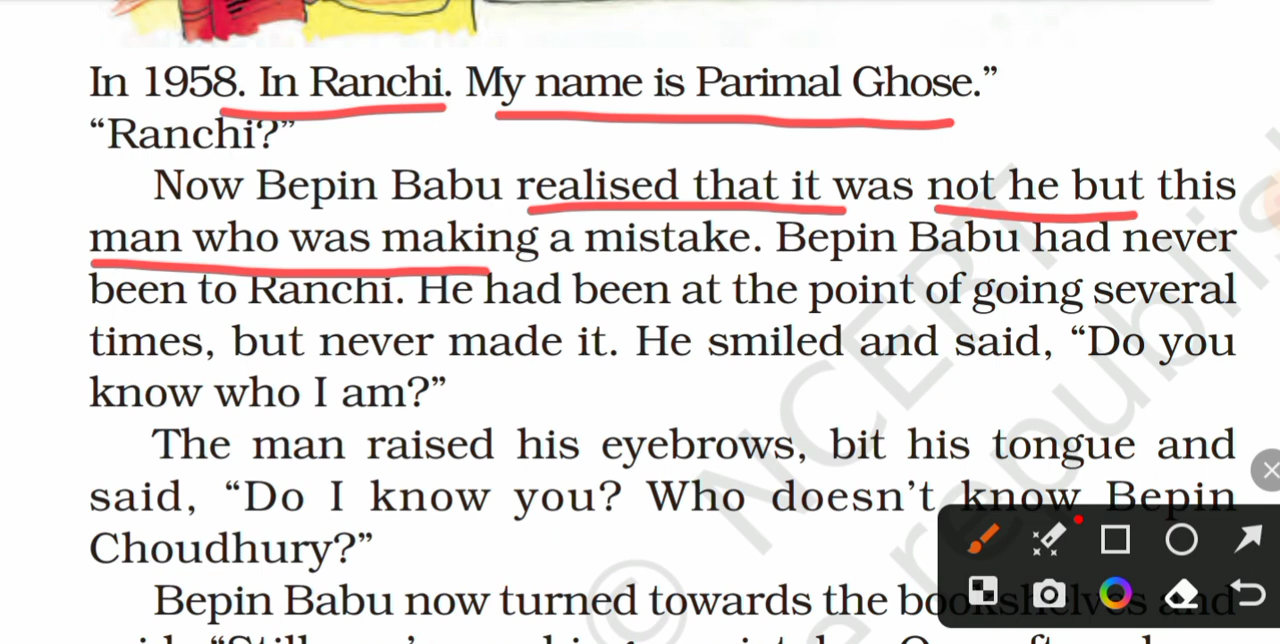 In 1958. In Ranchi. My name is Parimal Ghose.”
“Ranchi?”
Now Bepin Babu realised that it was not he but this
man who was making a mistake. Bepin Babu had never
been to Ranchi. He had been at the point of going several
times, but never made it. He smiled and said, “Do you
know who I am?”
The man raised his eyebrows, bit his tongue and
said, “Do I know you? Who doesn’t know Bepin
Choudhury?”
Bepin Babu now turned towards the bookshelves and
© NCERT
republish